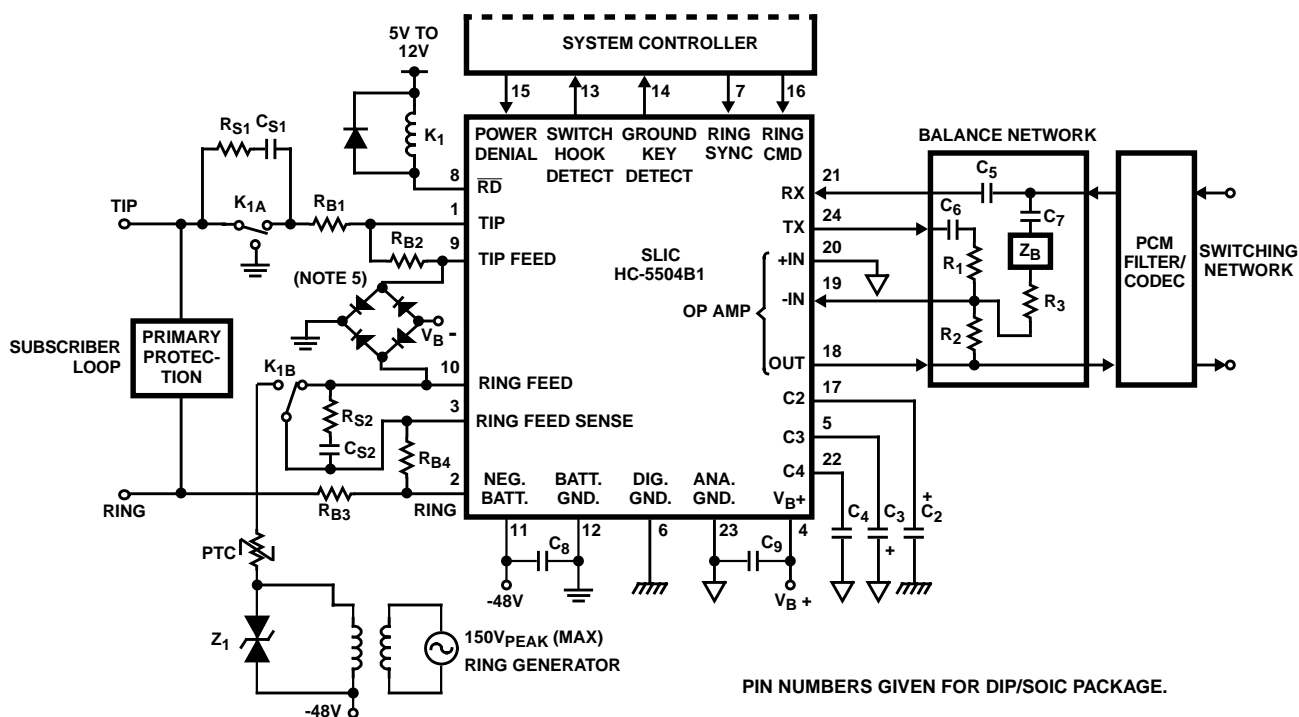 5V TO
12V
SYSTEM CONTROLLER
15 13 14 7 16
POWER DENIAL
SWITCH HOOK DETECT
GROUND KEY DETECT
RING SYNC
RING CMD
BALANCE NETWORK
RS1
CS1
K1
8
RD
TIP
K1A
RB1
1
TIP
RB2
9
TIP FEED
(NOTE 5)
VB -
SLIC
HC-5504B1
OP AMP
21
RX
24
TX
20
+IN
19
-IN
18
OUT
17
C2
5
C3
22
C4
C5
C6
C7
ZB
R1
R2
R3
PCM
FILTER/
CODEC
SWITCHING
NETWORK
SUBSCRIBER
LOOP
PRIMARY
PROTEC-
TION
K1B
10
RING FEED
RS2
3
RING FEED SENSE
CS2
RB4
2
RING
RING
RB3
NEG.
BATT.
BATT.
GND.
DIG.
GND.
ANA.
GND.
VB+
11 12 6 23 4
C8
C9
-48V
VB +
C4
C3
+
+
C2
PTC
Z1
150VPEAK (MAX)
RING GENERATOR
-48V
PIN NUMBERS GIVEN FOR DIP/SOIC PACKAGE.